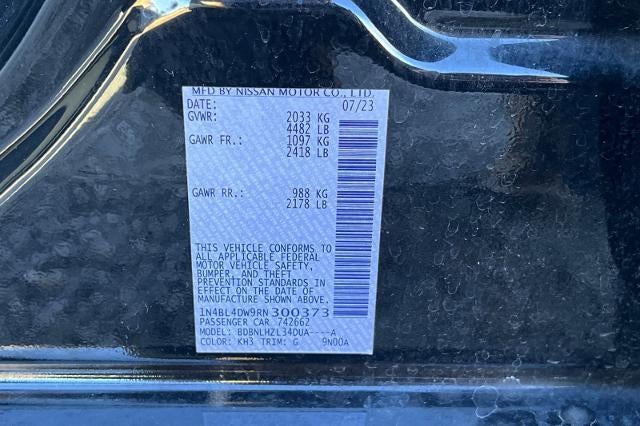 MFD BY NISSAN MOTOR CO., LTD.
DATE: 07/23
GVWR: 2033 KG
4482 LB
GAWR FR.: 1097 KG
2418 LB
GAWR RR.: 988 KG
2178 LB
THIS VEHICLE CONFORMS TO
ALL APPLICABLE FEDERAL
MOTOR VEHICLE SAFETY,
BUMPER, AND THEFT
PREVENTION STANDARDS IN
EFFECT ON THE DATE OF
MANUFACTURE SHOWN ABOVE.
1N4BL4DW9RN300373
PASSENGER CAR 742662
MODEL: BDBNLHZL34DUA----A
COLOR: KH3 TRIM: G 9N00A